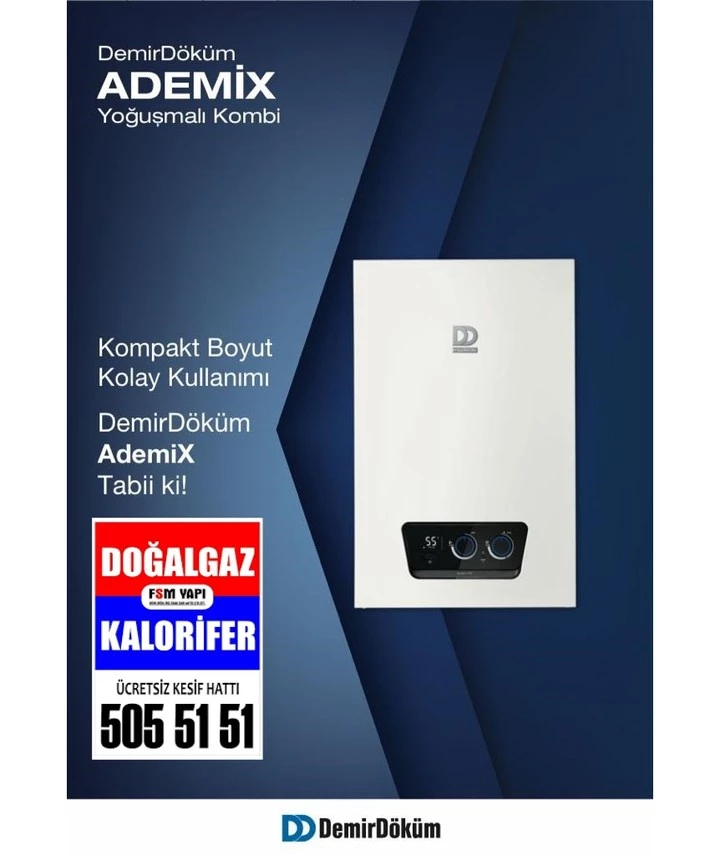 DemirDöküm
ADEMİX
Yoğuşmalı Kombi
Kompakt Boyut
Kolay Kullanımı
DemirDöküm
AdemiX
Tabii ki!
DOĞALGAZ
FSM YAPI
KALORİFER
ÜCRETSİZ KESİF HATTI
505 51 51
55
DemirDöküm